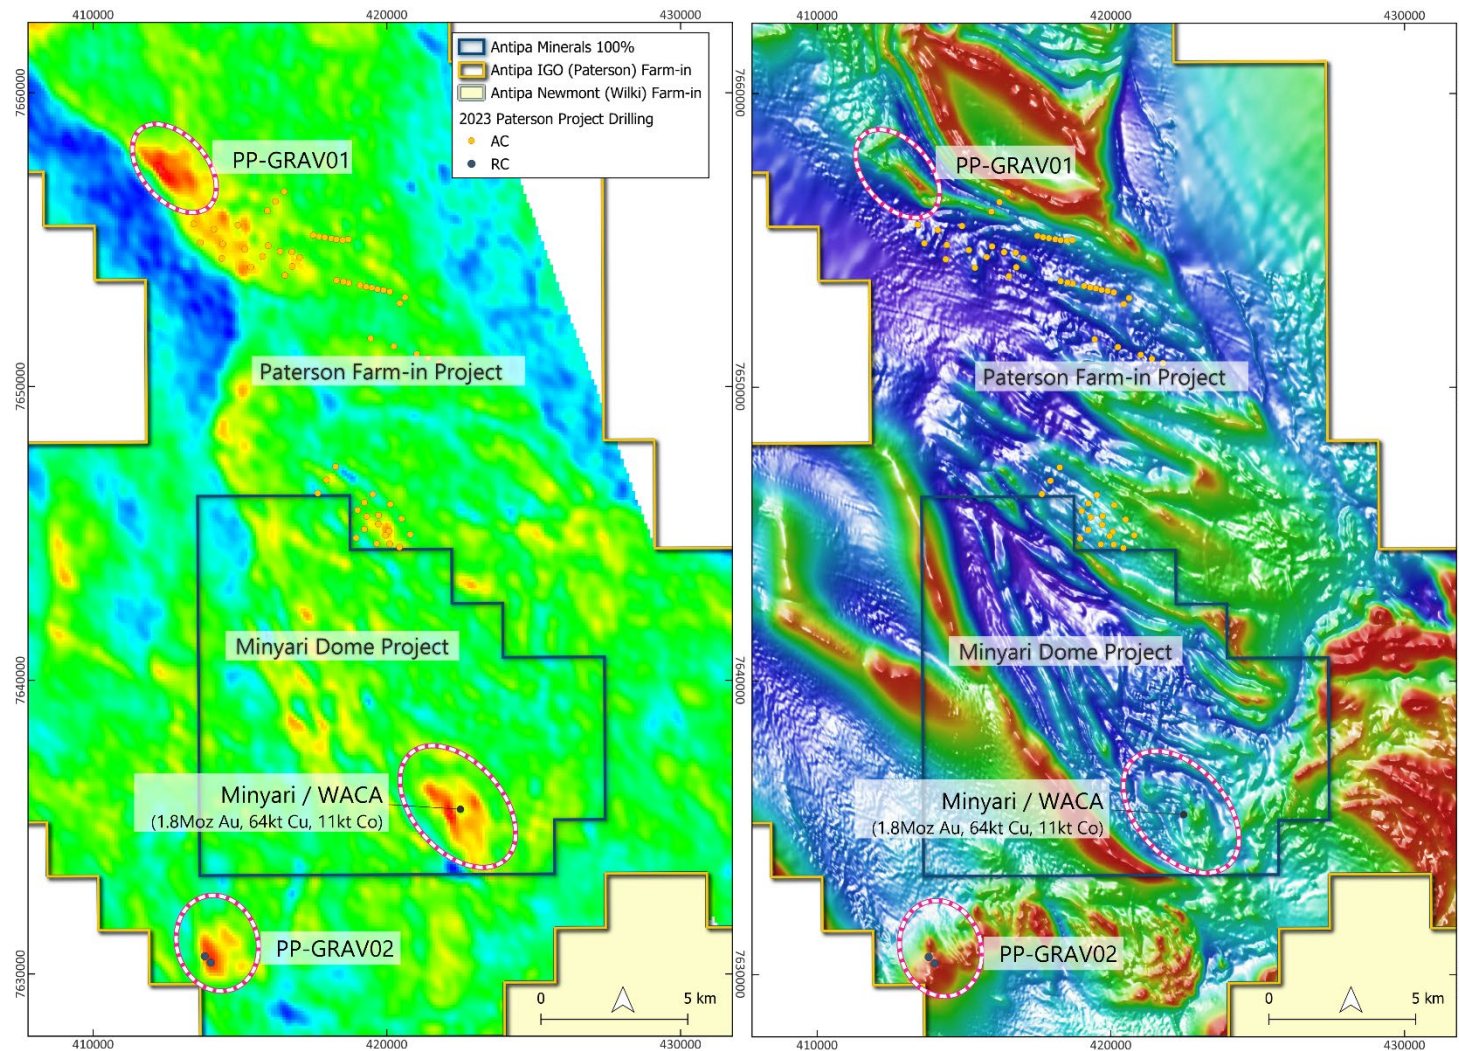 410000
420000
430000
410000
420000
430000
Antipa Minerals 100%
Antipa IGO (Paterson) Farm-in
Antipa Newmont (Wilki) Farm-in
2023 Paterson Project Drilling
AC
RC
7660000
7660000
PP-GRAV01
PP-GRAV01
7650000
7650000
Paterson Farm-in Project
Paterson Farm-in Project
7640000
7640000
Minyari Dome Project
Minyari Dome Project
Minyari / WACA
(1.8Moz Au, 64kt Cu, 11kt Co)
Minyari / WACA
(1.8Moz Au, 64kt Cu, 11kt Co)
PP-GRAV02
PP-GRAV02
7630000
7630000
0
5 km
0
5 km
410000
420000
430000
410000
420000
430000